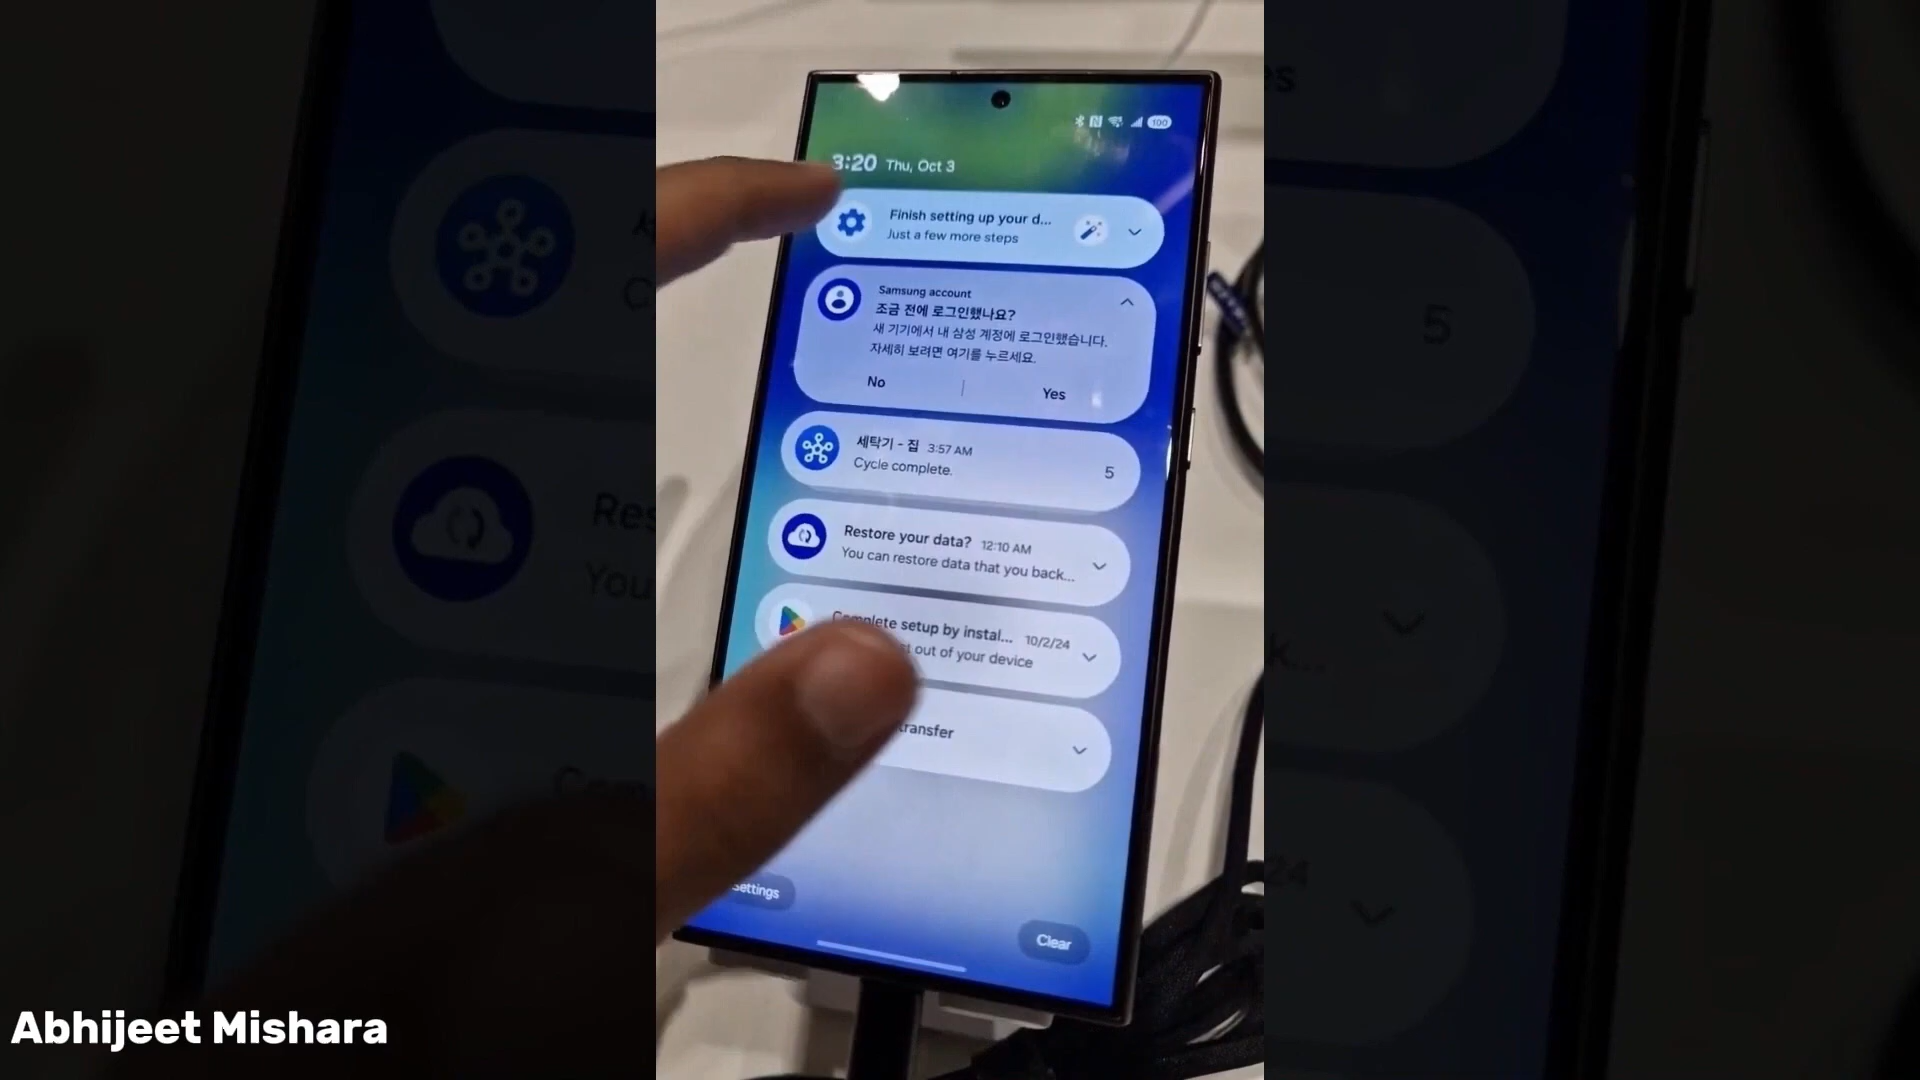 100
3:20 Thu, Oct 3
Finish setting up your d...
Just a few more steps
Samsung account
조금 전에 로그인했나요?
새 기기에서 내 삼성 계정에 로그인했습니다.
자세히 보려면 여기를 누르세요.
No
Yes
세탁기 - 집 3:57 AM
Cycle complete.
5
Restore your data? 12:10 AM
You can restore data that you back...
Complete setup by instal... 10/2/24
out of your device
transfer
Settings
Clear
Abhijeet Mishara